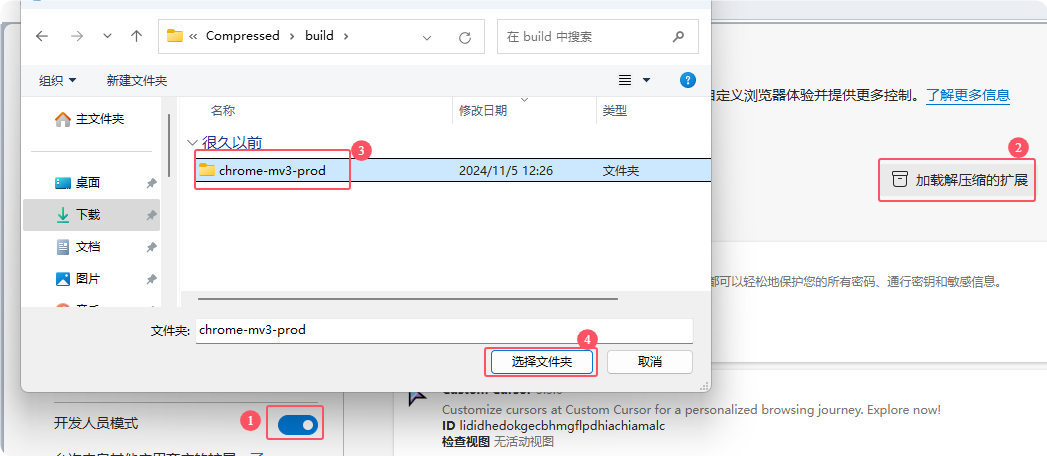 « Compressed › build ›
在 build 中搜索
组织
新建文件夹
名称
修改日期
类型
主文件夹
很久以前
3
chrome-mv3-prod
2024/11/5 12:26
文件夹
桌面
下载
文档
图片
文件夹:
chrome-mv3-prod
4
选择文件夹
取消
自定义浏览器体验并提供更多控制。了解更多信息
2
加载解压缩的扩展
都可以轻松地保护您的所有密码、通行密钥和敏感信息。
1
开发人员模式
Custom Cursor
Customize cursors at Custom Cursor for a personalized browsing journey. Explore now!
ID lididhedokgecbhmgflpdhiachiamalc
检查视图 无活动视图